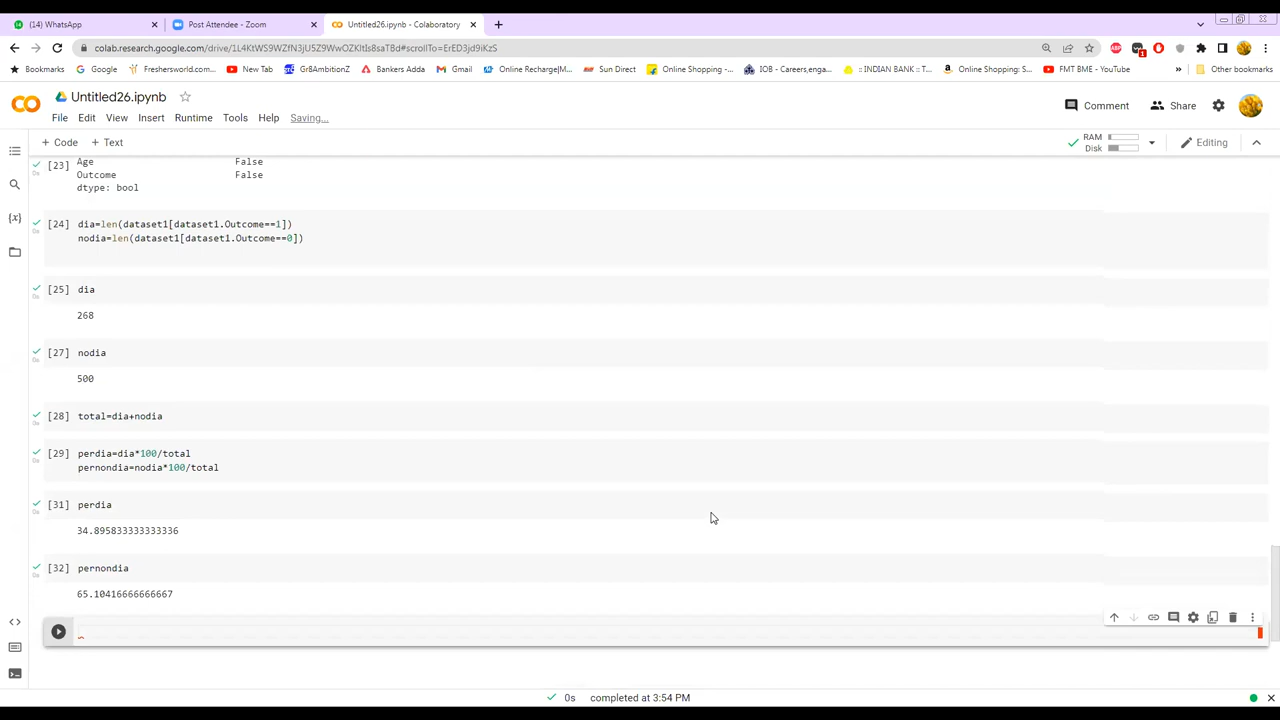 (14) WhatsApp
Post Attendee - Zoom
Untitled26.ipynb - Colaboratory
colab.research.google.com/drive/1L4KtWS9WZfN3jU5Z9WwOZKltIs8saT8d#scrollTo=ErED3jd9iKzS
Bookmarks
Google
Freshersworld.com...
New Tab
Gr8AmbitionZ
Bankers Adda
Gmail
Online Recharge|M...
Sun Direct
Online Shopping -...
IOB - Careers,enga...
:: INDIAN BANK :: T...
Online Shopping: S...
FMT BME - YouTube
»
Other bookmarks
Untitled26.ipynb
File Edit View Insert Runtime Tools Help Saving...
Comment
Share
+ Code + Text
RAM
Disk
Editing
[23] Age False
Outcome False
dtype: bool
[24] dia=len(dataset1[dataset1.Outcome==1])
nodia=len(dataset1[dataset1.Outcome==0])
[25] dia
268
[27] nodia
500
[28] total=dia+nodia
[29] perdia=dia*100/total
pernondia=nodia*100/total
[31] perdia
34.895833333333336
[32] pernondia
65.10416666666667
0s completed at 3:54 PM